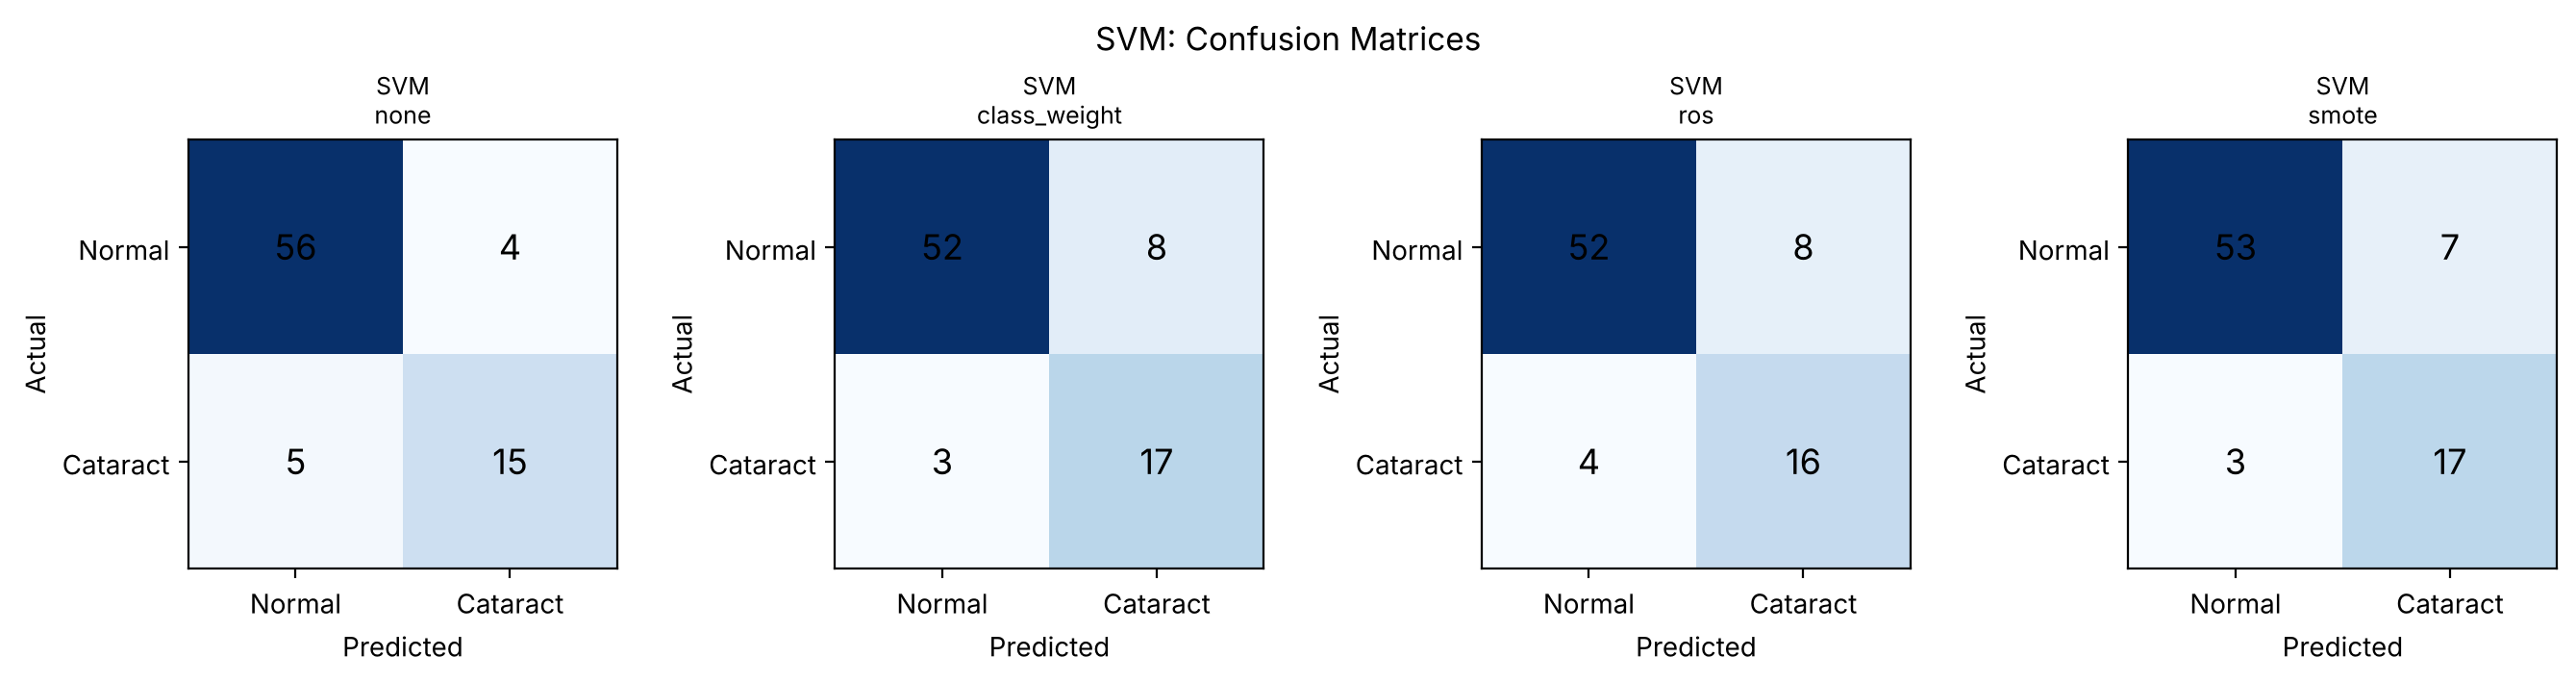 SVM: Confusion Matrices
SVM
none
Normal
56
4
Cataract
5
15
Actual
Normal
Cataract
Predicted
SVM
class_weight
Normal
52
8
Cataract
3
17
Actual
Normal
Cataract
Predicted
SVM
ros
Normal
52
8
Cataract
4
16
Actual
Normal
Cataract
Predicted
SVM
smote
Normal
53
7
Cataract
3
17
Actual
Normal
Cataract
Predicted